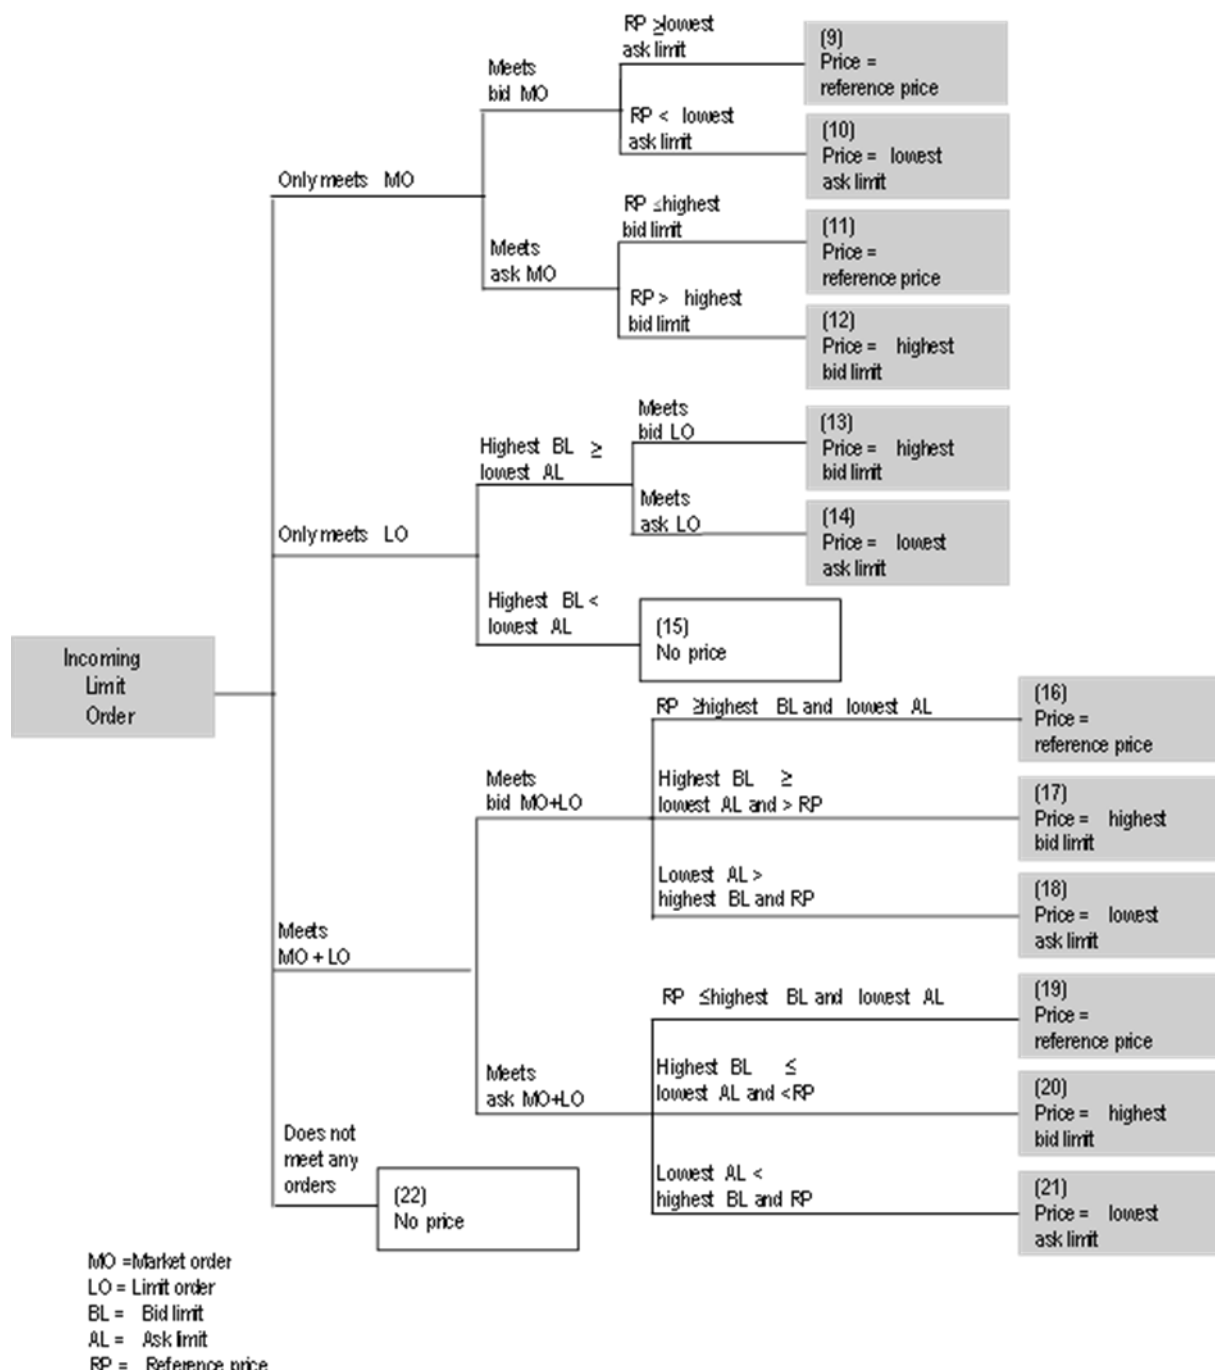 RP ≥lowest
ask limit
(9)
Price =
reference price
Meets
bid MO
RP < lowest
ask limit
(10)
Price = lowest
ask limit
Only meets MO
RP ≤highest
bid limit
(11)
Price =
reference price
Meets
ask MO
RP > highest
bid limit
(12)
Price = highest
bid limit
Meets
bid LO
(13)
Price = highest
bid limit
Highest BL ≥
lowest AL
Meets
ask LO
(14)
Price = lowest
ask limit
Only meets LO
Highest BL <
lowest AL
(15)
No price
Incoming
Limit
Order
RP ≥highest BL and lowest AL
(16)
Price =
reference price
Meets
bid MO+LO
Highest BL ≥
lowest AL and > RP
(17)
Price = highest
bid limit
Lowest AL >
highest BL and RP
(18)
Price = lowest
ask limit
Meets
MO + LO
RP ≤highest BL and lowest AL
(19)
Price =
reference price
Meets
ask MO+LO
Highest BL ≤
lowest AL and <RP
(20)
Price = highest
bid limit
Lowest AL <
highest BL and RP
(21)
Price = lowest
ask limit
Does not
meet any
orders
(22)
No price
MO =Market order
LO = Limit order
BL = Bid limit
AL = Ask limit
RP = Reference price